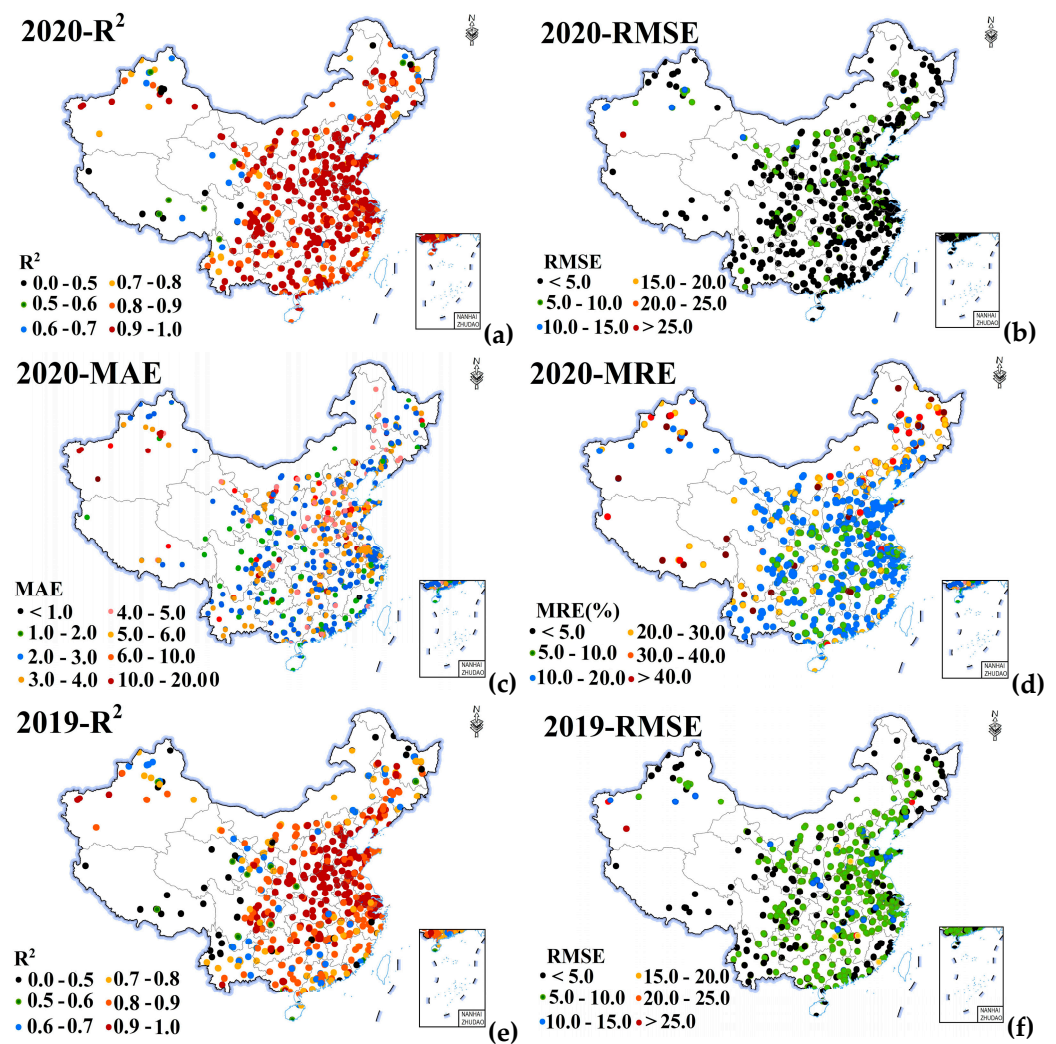 2020-R²
N
R²
0.0 - 0.5
0.7 - 0.8
0.5 - 0.6
0.8 - 0.9
0.6 - 0.7
0.9 - 1.0
NANHAI
ZHUDAO
(a)
2020-RMSE
N
RMSE
< 5.0
15.0 - 20.0
5.0 - 10.0
20.0 - 25.0
10.0 - 15.0
> 25.0
NANHAI
ZHUDAO
(b)
2020-MAE
N
MAE
< 1.0
4.0 - 5.0
1.0 - 2.0
5.0 - 6.0
2.0 - 3.0
6.0 - 10.0
3.0 - 4.0
10.0 - 20.00
NANHAI
ZHUDAO
(c)
2020-MRE
N
MRE(%)
< 5.0
20.0 - 30.0
5.0 - 10.0
30.0 - 40.0
10.0 - 20.0
> 40.0
NANHAI
ZHUDAO
(d)
2019-R²
N
R²
0.0 - 0.5
0.7 - 0.8
0.5 - 0.6
0.8 - 0.9
0.6 - 0.7
0.9 - 1.0
NANHAI
ZHUDAO
(e)
2019-RMSE
N
RMSE
< 5.0
15.0 - 20.0
5.0 - 10.0
20.0 - 25.0
10.0 - 15.0
> 25.0
NANHAI
ZHUDAO
(f)